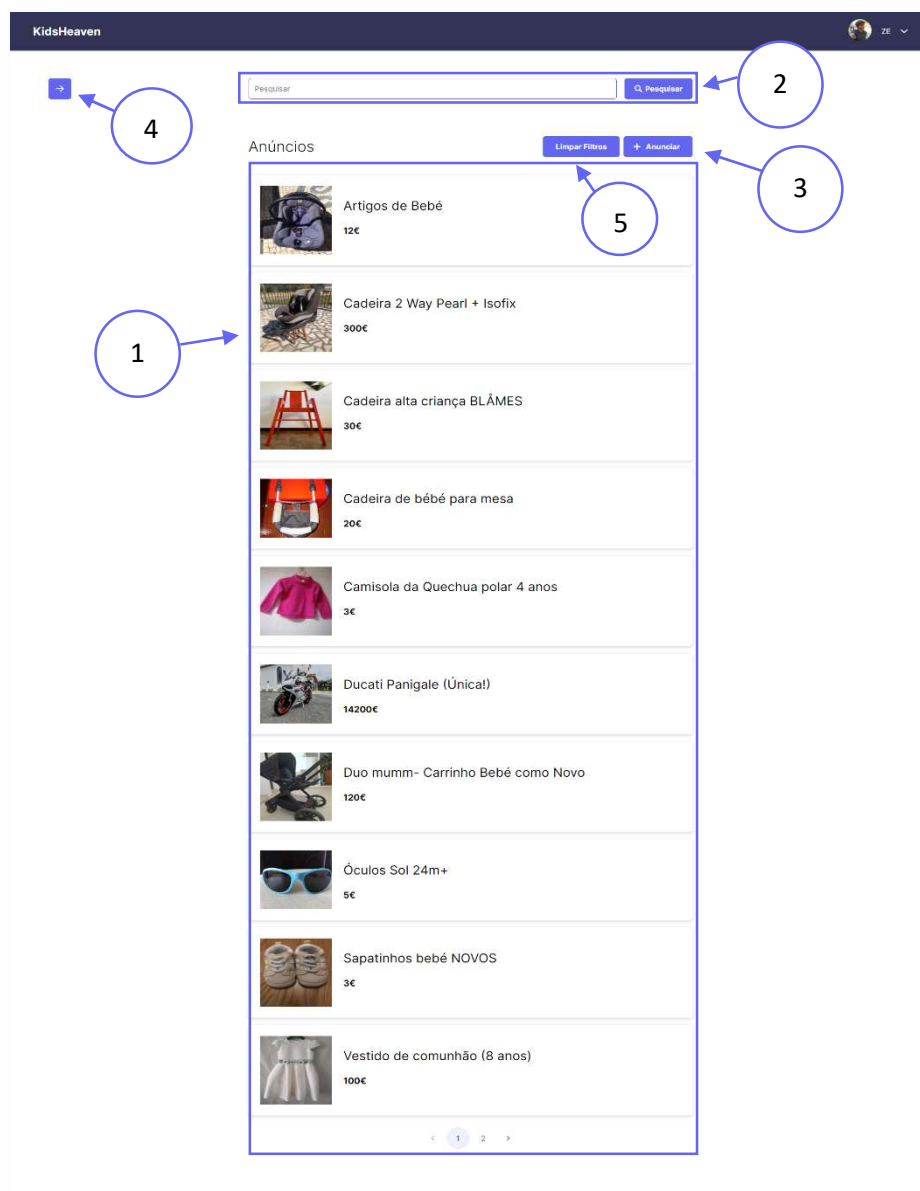 KidsHeaven
ZE
Pesquisar
Pesquisar
2
4
Anúncios
Limpar Filtros
+ Anunciar
3
5
Artigos de Bebé
12€
Cadeira 2 Way Pearl + Isofix
300€
1
Cadeira alta criança BLÅMES
30€
Cadeira de bébé para mesa
20€
Camisola da Quechua polar 4 anos
3€
Ducati Panigale (Única!)
14200€
Duo mumm- Carrinho Bebé como Novo
120€
Óculos Sol 24m+
5€
Sapatinhos bebé NOVOS
3€
Vestido de comunhão (8 anos)
100€
‹ 1 2 ›